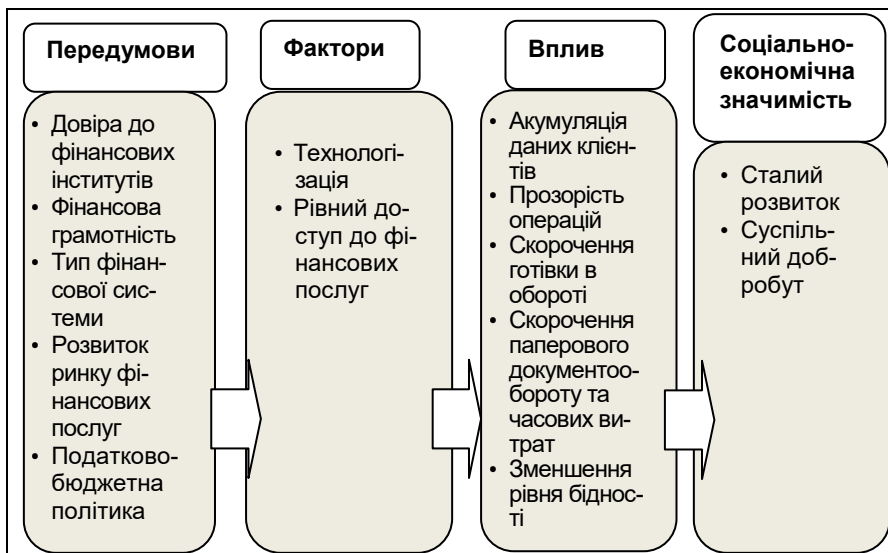 Передумови
• Довіра до
фінансових
інститутів
• Фінансова
грамотність
• Тип фінан-
сової сис-
теми
• Розвиток
ринку фі-
нансових
послуг
• Податково-
бюджетна
політика
Фактори
• Технологі-
зація
• Рівний до-
ступ до фі-
нансових
послуг
Вплив
• Акумуляція
даних клієн-
тів
• Прозорість
операцій
• Скорочення
готівки в
обороті
• Скорочення
паперового
документоо-
бороту та
часових ви-
трат
• Зменшення
рівня біднос-
ті
Соціально-
економічна
значимість
• Сталий
розвиток
• Суспіль-
ний доб-
робут